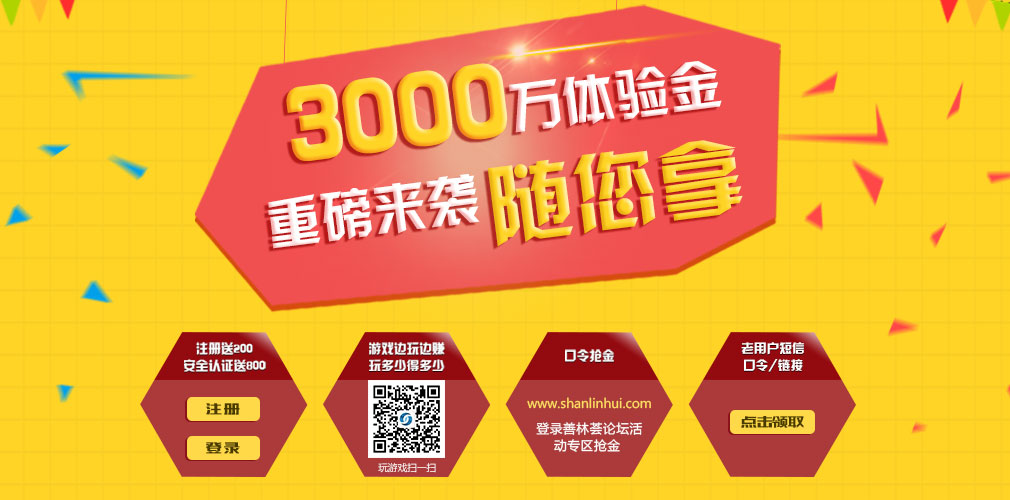 3000万体验金
重磅来袭 随您拿
注册送200
安全认证送800
注册
登录
游戏边玩边赚
玩多少得多少
玩游戏扫一扫
口令抢金
www.shanlinhui.com
登录善林荟论坛活
动专区抢金
老用户短信
口令/链接
点击领取